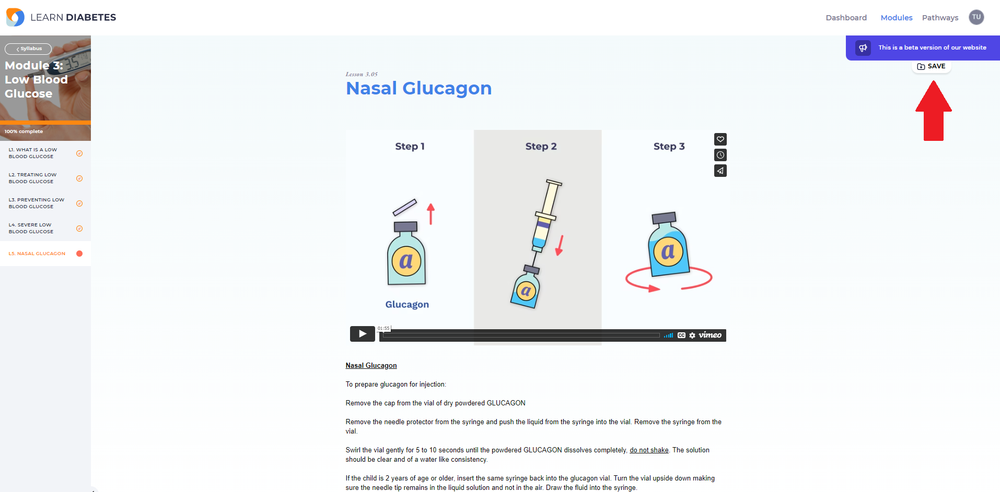 LEARN DIABETES
Dashboard
Modules
Pathways
TU
This is a beta version of our website
SAVE
Syllabus
Module 3:
Low Blood
Glucose
100% complete
L1. WHAT IS A LOW
BLOOD GLUCOSE
L2. TREATING LOW
BLOOD GLUCOSE
L3. PREVENTING LOW
BLOOD GLUCOSE
L4. SEVERE LOW
BLOOD GLUCOSE
L5. NASAL GLUCAGON
Lesson 3.05
Nasal Glucagon
Step 1
Step 2
Step 3
a
a
a
Glucagon
01:55
CC
vimeo
Nasal Glucagon
To prepare glucagon for injection:
Remove the cap from the vial of dry powdered GLUCAGON
Remove the needle protector from the syringe and push the liquid from the syringe into the vial. Remove the syringe from the
vial.
Swirl the vial gently for 5 to 10 seconds until the powdered GLUCAGON dissolves completely, do not shake. The solution
should be clear and of a water like consistency.
If the child is 2 years of age or older, insert the same syringe back into the glucagon vial. Turn the vial upside down making
sure the needle tip remains in the liquid solution and not in the air. Draw the fluid into the syringe.